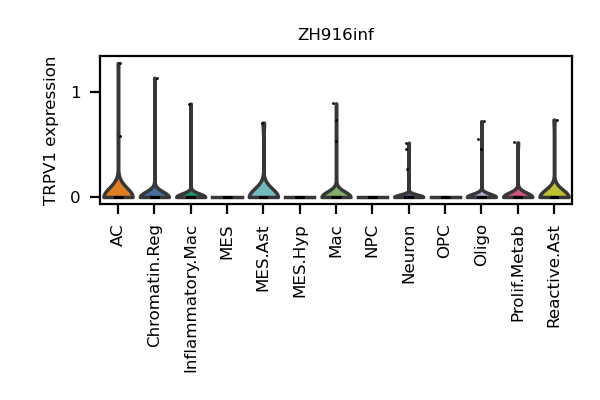 ZH916inf
TRPV1 expression
1
0
AC
Chromatin.Reg
Inflammatory.Mac
MES
MES.Ast
MES.Hyp
Mac
NPC
Neuron
OPC
Oligo
Prolif.Metab
Reactive.Ast